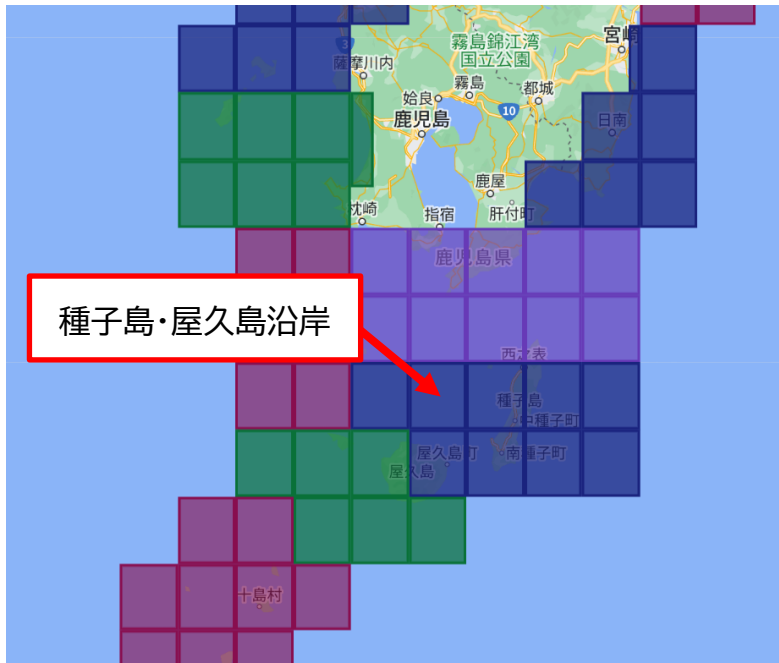 霧島錦江湾
国立公園
宮崎
3
薩摩川内
霧島
都城
姶良
10
鹿児島
日南
鹿屋
枕崎
指宿
肝付町
鹿児島県
種子島・屋久島沿岸
西之表
種子島
中種子町
屋久島町
南種子町
屋久島
十島村